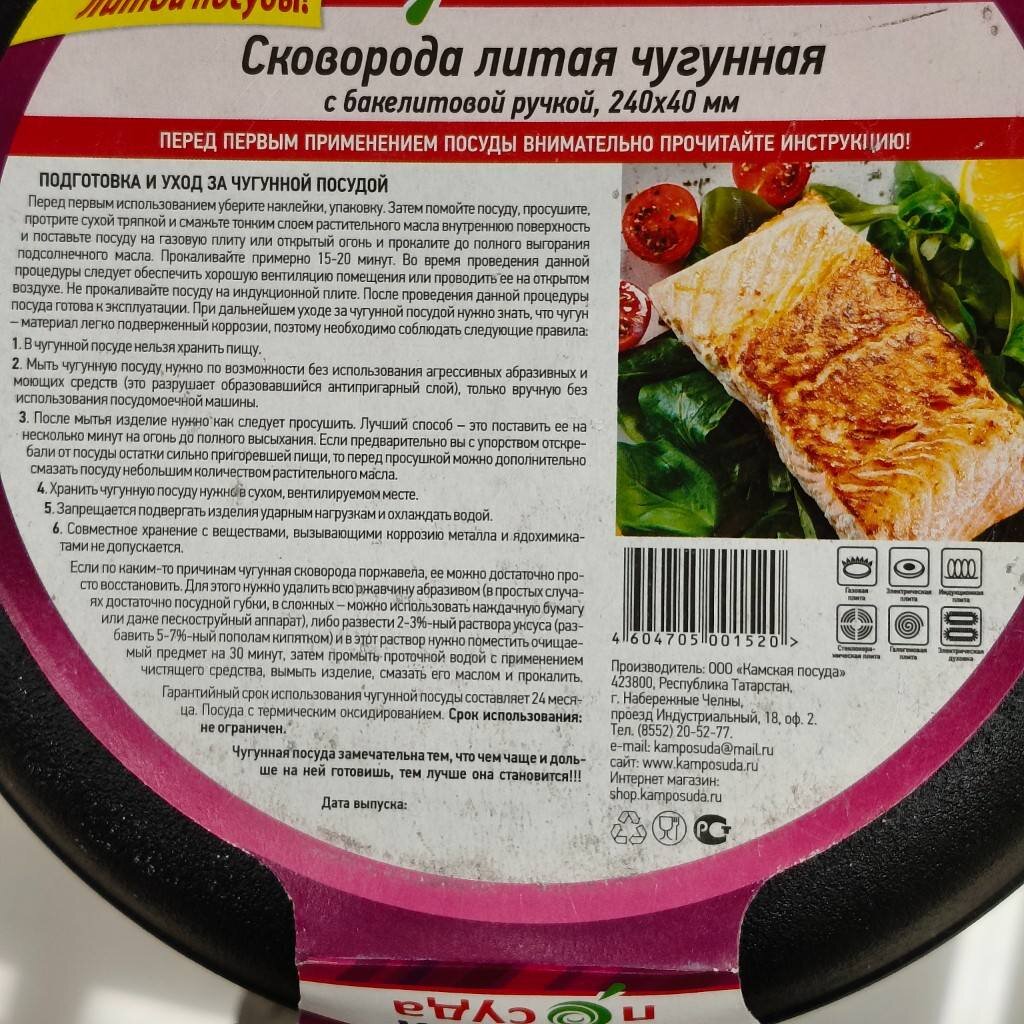 литой посуды!
Сковорода литая чугунная
с бакелитовой ручкой, 240х40 мм
ПЕРЕД ПЕРВЫМ ПРИМЕНЕНИЕМ ПОСУДЫ ВНИМАТЕЛЬНО ПРОЧИТАЙТЕ ИНСТРУКЦИЮ!
ПОДГОТОВКА И УХОД ЗА ЧУГУННОЙ ПОСУДОЙ
Перед первым использованием уберите наклейки, упаковку. Затем помойте посуду, просушите,
протрите сухой тряпкой и смажьте тонким слоем растительного масла внутреннюю поверхность
и поставьте посуду на газовую плиту или открытый огонь и прокалите до полного выгорания
подсолнечного масла. Прокаливайте примерно 15-20 минут. Во время проведения данной
процедуры следует обеспечить хорошую вентиляцию помещения или проводить ее на открытом
воздухе. Не прокаливайте посуду на индукционной плите. После проведения данной процедуры
посуда готова к эксплуатации. При дальнейшем уходе за чугунной посудой нужно знать, что чугун
– материал легко подверженный коррозии, поэтому необходимо соблюдать следующие правила:
1. В чугунной посуде нельзя хранить пищу.
2. Мыть чугунную посуду нужно по возможности без использования агрессивных абразивных и
моющих средств (это разрушает образовавшийся антипригарный слой), только вручную без
использования посудомоечной машины.
3. После мытья изделие нужно как следует просушить. Лучший способ – это поставить ее на
несколько минут на огонь до полного высыхания. Если предварительно вы с упорством отскре-
бали от посуды остатки сильно пригоревшей пищи, то перед просушкой можно дополнительно
смазать посуду небольшим количеством растительного масла.
4. Хранить чугунную посуду нужно в сухом, вентилируемом месте.
5. Запрещается подвергать изделия ударным нагрузкам и охлаждать водой.
6. Совместное хранение с веществами, вызывающими коррозию металла и ядохимика-
тами не допускается.
Если по каким-то причинам чугунная сковорода поржавела, ее можно достаточно про-
сто восстановить. Для этого нужно удалить всю ржавчину абразивом (в простых случа-
ях достаточно посудной губки, в сложных – можно использовать наждачную бумагу
или даже пескоструйный аппарат), либо развести 2-3%-ный раствора уксуса (раз-
бавить 5-7%-ный пополам кипятком) и в этот раствор нужно поместить очищае-
мый предмет на 30 минут, затем промыть проточной водой с применением
чистящего средства, вымыть изделие, смазать его маслом и прокалить.
Гарантийный срок использования чугунной посуды составляет 24 меся-
ца. Посуда с термическим оксидированием. Срок использования:
не ограничен.
Чугунная посуда замечательна тем, что чем чаще и доль-
ше на ней готовишь, тем лучше она становится!!!
Дата выпуска:
Газовая плита
Электрическая плита
Индукционная плита
Стеклокера-
мическая плита
Галогеновая плита
Электрическая духовка
4 604705 001520 >
Производитель: ООО «Камская посуда»
423800, Республика Татарстан,
г. Набережные Челны,
проезд Индустриальный, 18, оф. 2.
Тел. (8552) 20-52-77.
e-mail: kamposuda@mail.ru
сайт: www.kamposuda.ru
Интернет магазин:
shop.kamposuda.ru
РСТ
посуда